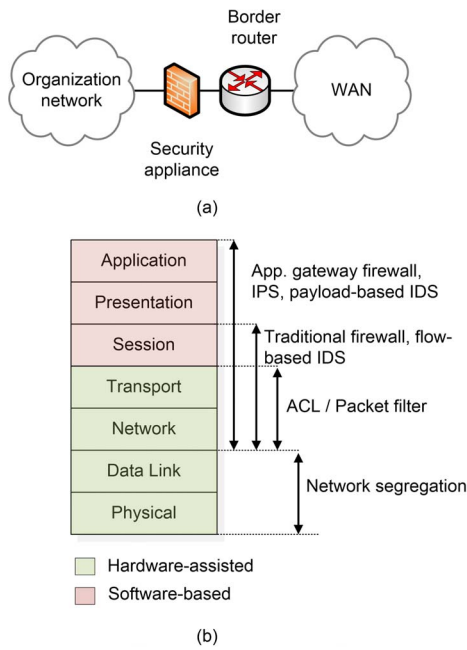 Border
router
Organization
network
WAN
Security
appliance
(a)
Application
Presentation
Session
Transport
Network
Data Link
Physical
App. gateway firewall,
IPS, payload-based IDS
Traditional firewall, flow-
based IDS
ACL / Packet filter
Network segregation
Hardware-assisted
Software-based
(b)